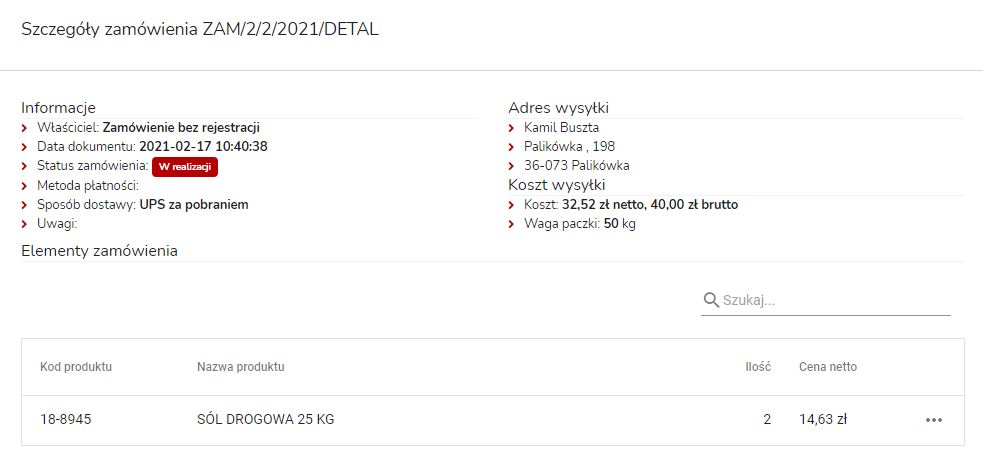 Szczegóły zamówienia ZAM/2/2/2021/DETAL
Informacje
Właściciel: Zamówienie bez rejestracji
Data dokumentu: 2021-02-17 10:40:38
Status zamówienia: W realizacji
Metoda płatności:
Sposób dostawy: UPS za pobraniem
Uwagi:
Adres wysyłki
Kamil Buszta
Palikówka , 198
36-073 Palikówka
Koszt wysyłki
Koszt: 32,52 zł netto, 40,00 zł brutto
Waga paczki: 50 kg
Elementy zamówienia
Szukaj...
Kod produktu Nazwa produktu Ilość Cena netto
18-8945 SÓL DROGOWA 25 KG 2 14,63 zł